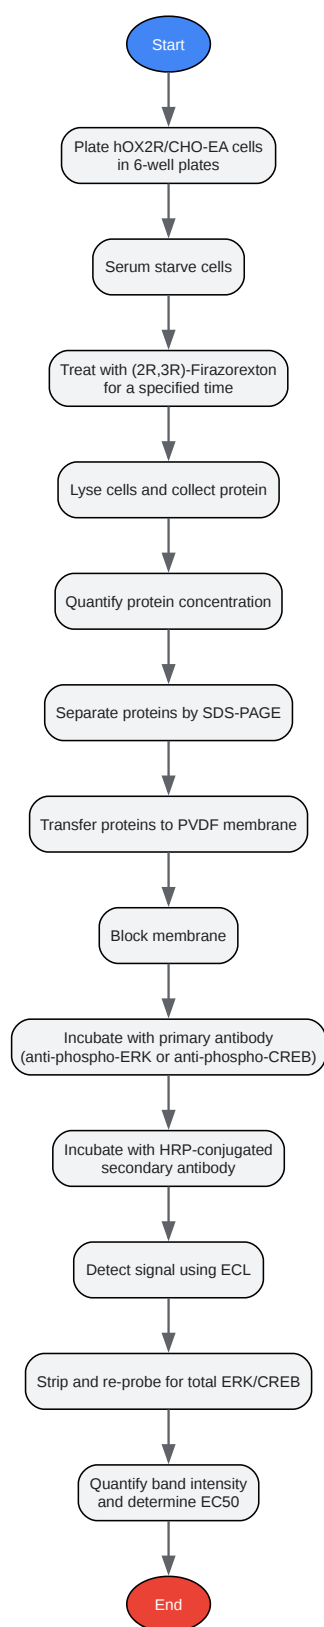 Start
Plate hOX2R/CHO-EA cells
in 6-well plates
Serum starve cells
Treat with (2R,3R)-Firazorexton
for a specified time
Lyse cells and collect protein
Quantify protein concentration
Separate proteins by SDS-PAGE
Transfer proteins to PVDF membrane
Block membrane
Incubate with primary antibody
(anti-phospho-ERK or anti-phospho-CREB)
Incubate with HRP-conjugated
secondary antibody
Detect signal using ECL
Strip and re-probe for total ERK/CREB
Quantify band intensity
and determine EC50
End